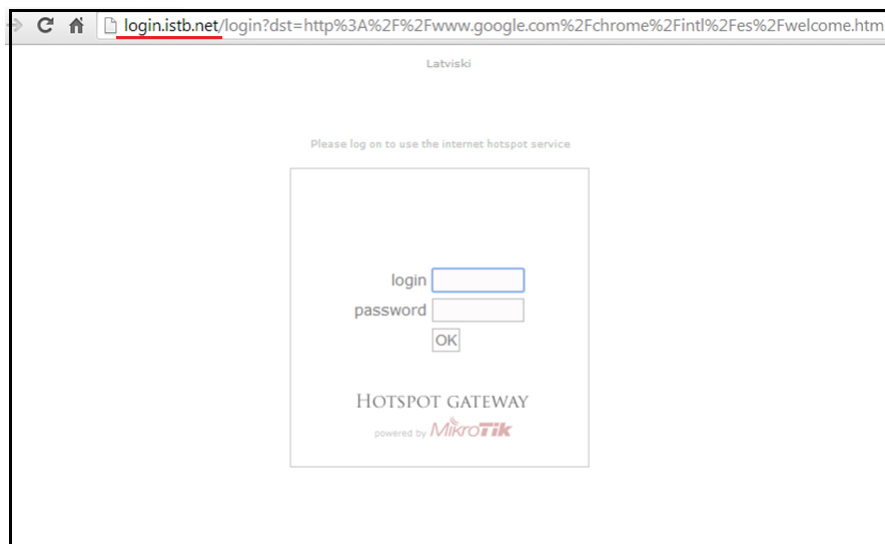 login.istb.net/login?dst=http%3A%2F%2Fwww.google.com%2Fchrome%2Fintl%2Fes%2Fwelcome.htm
Latviski
Please log on to use the internet hotspot service
login
password
OK
HOTSPOT GATEWAY
powered by MikroTik